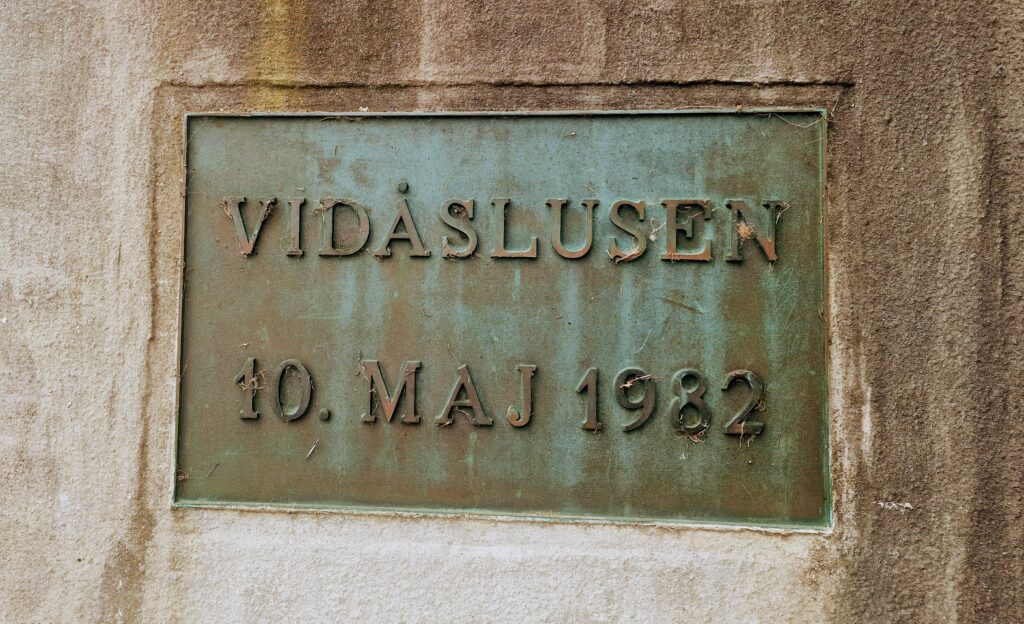 VIDÅSLUSEN
10. MAJ 1982